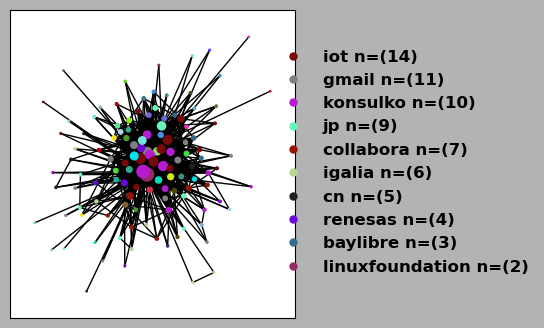 iot n=(14)
gmail n=(11)
konsulko n=(10)
jp n=(9)
collabora n=(7)
igalia n=(6)
cn n=(5)
renesas n=(4)
baylibre n=(3)
linuxfoundation n=(2)